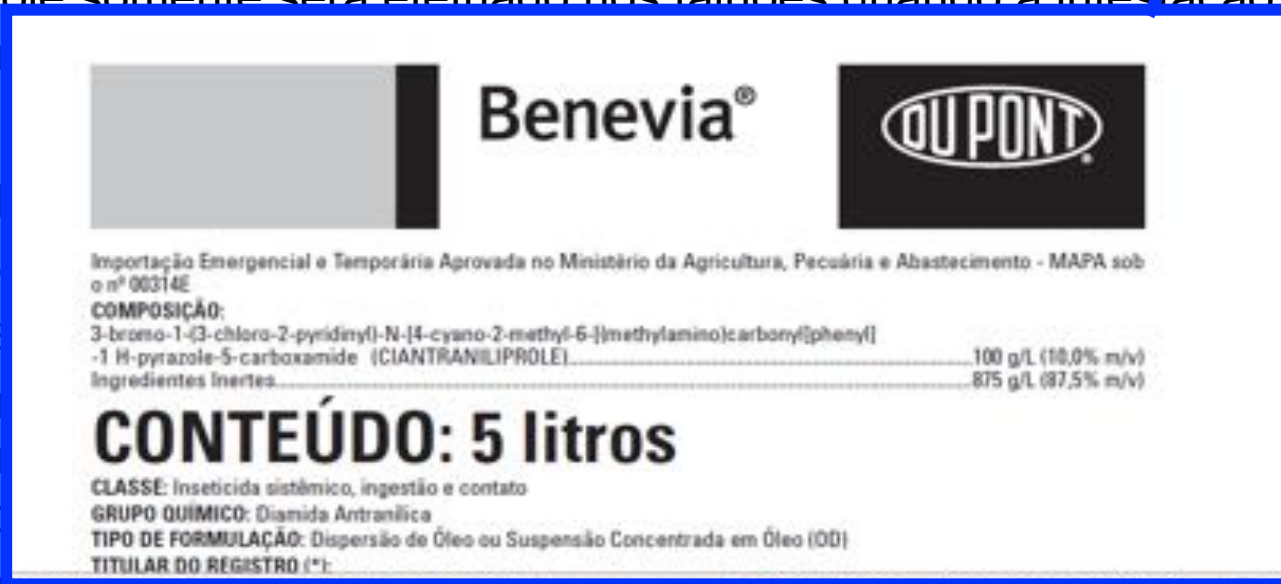 Benevia®
DU PONT®
Importação Emergencial e Temporária Aprovada no Ministério da Agricultura, Pecuária e Abastecimento - MAPA sob
o nº 00314E
COMPOSIÇÃO:
3-bromo-1-(3-chloro-2-pyridinyl)-N-[4-cyano-2-methyl-6-[(methylamino)carbonyl]phenyl]
-1 H-pyrazole-5-carboxamide (CIANTRANILIPROLE)........100 g/L (10,0% m/v)
Ingredientes Inertes........875 g/L (87,5% m/v)
CONTEÚDO: 5 litros
CLASSE: Inseticida sistêmico, ingestão e contato
GRUPO QUÍMICO: Diamida Antranílica
TIPO DE FORMULAÇÃO: Dispersão de Óleo ou Suspensão Concentrada em Óleo (OD)
TITULAR DO REGISTRO (*):